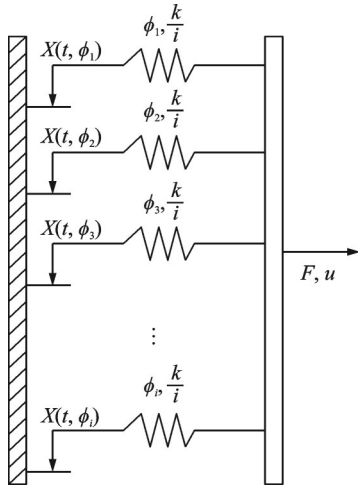 ϕ₁, k/i
X(t, ϕ₁)
ϕ₂, k/i
X(t, ϕ₂)
ϕ₃, k/i
X(t, ϕ₃)
F, u
⋮
ϕᵢ, k/i
X(t, ϕᵢ)